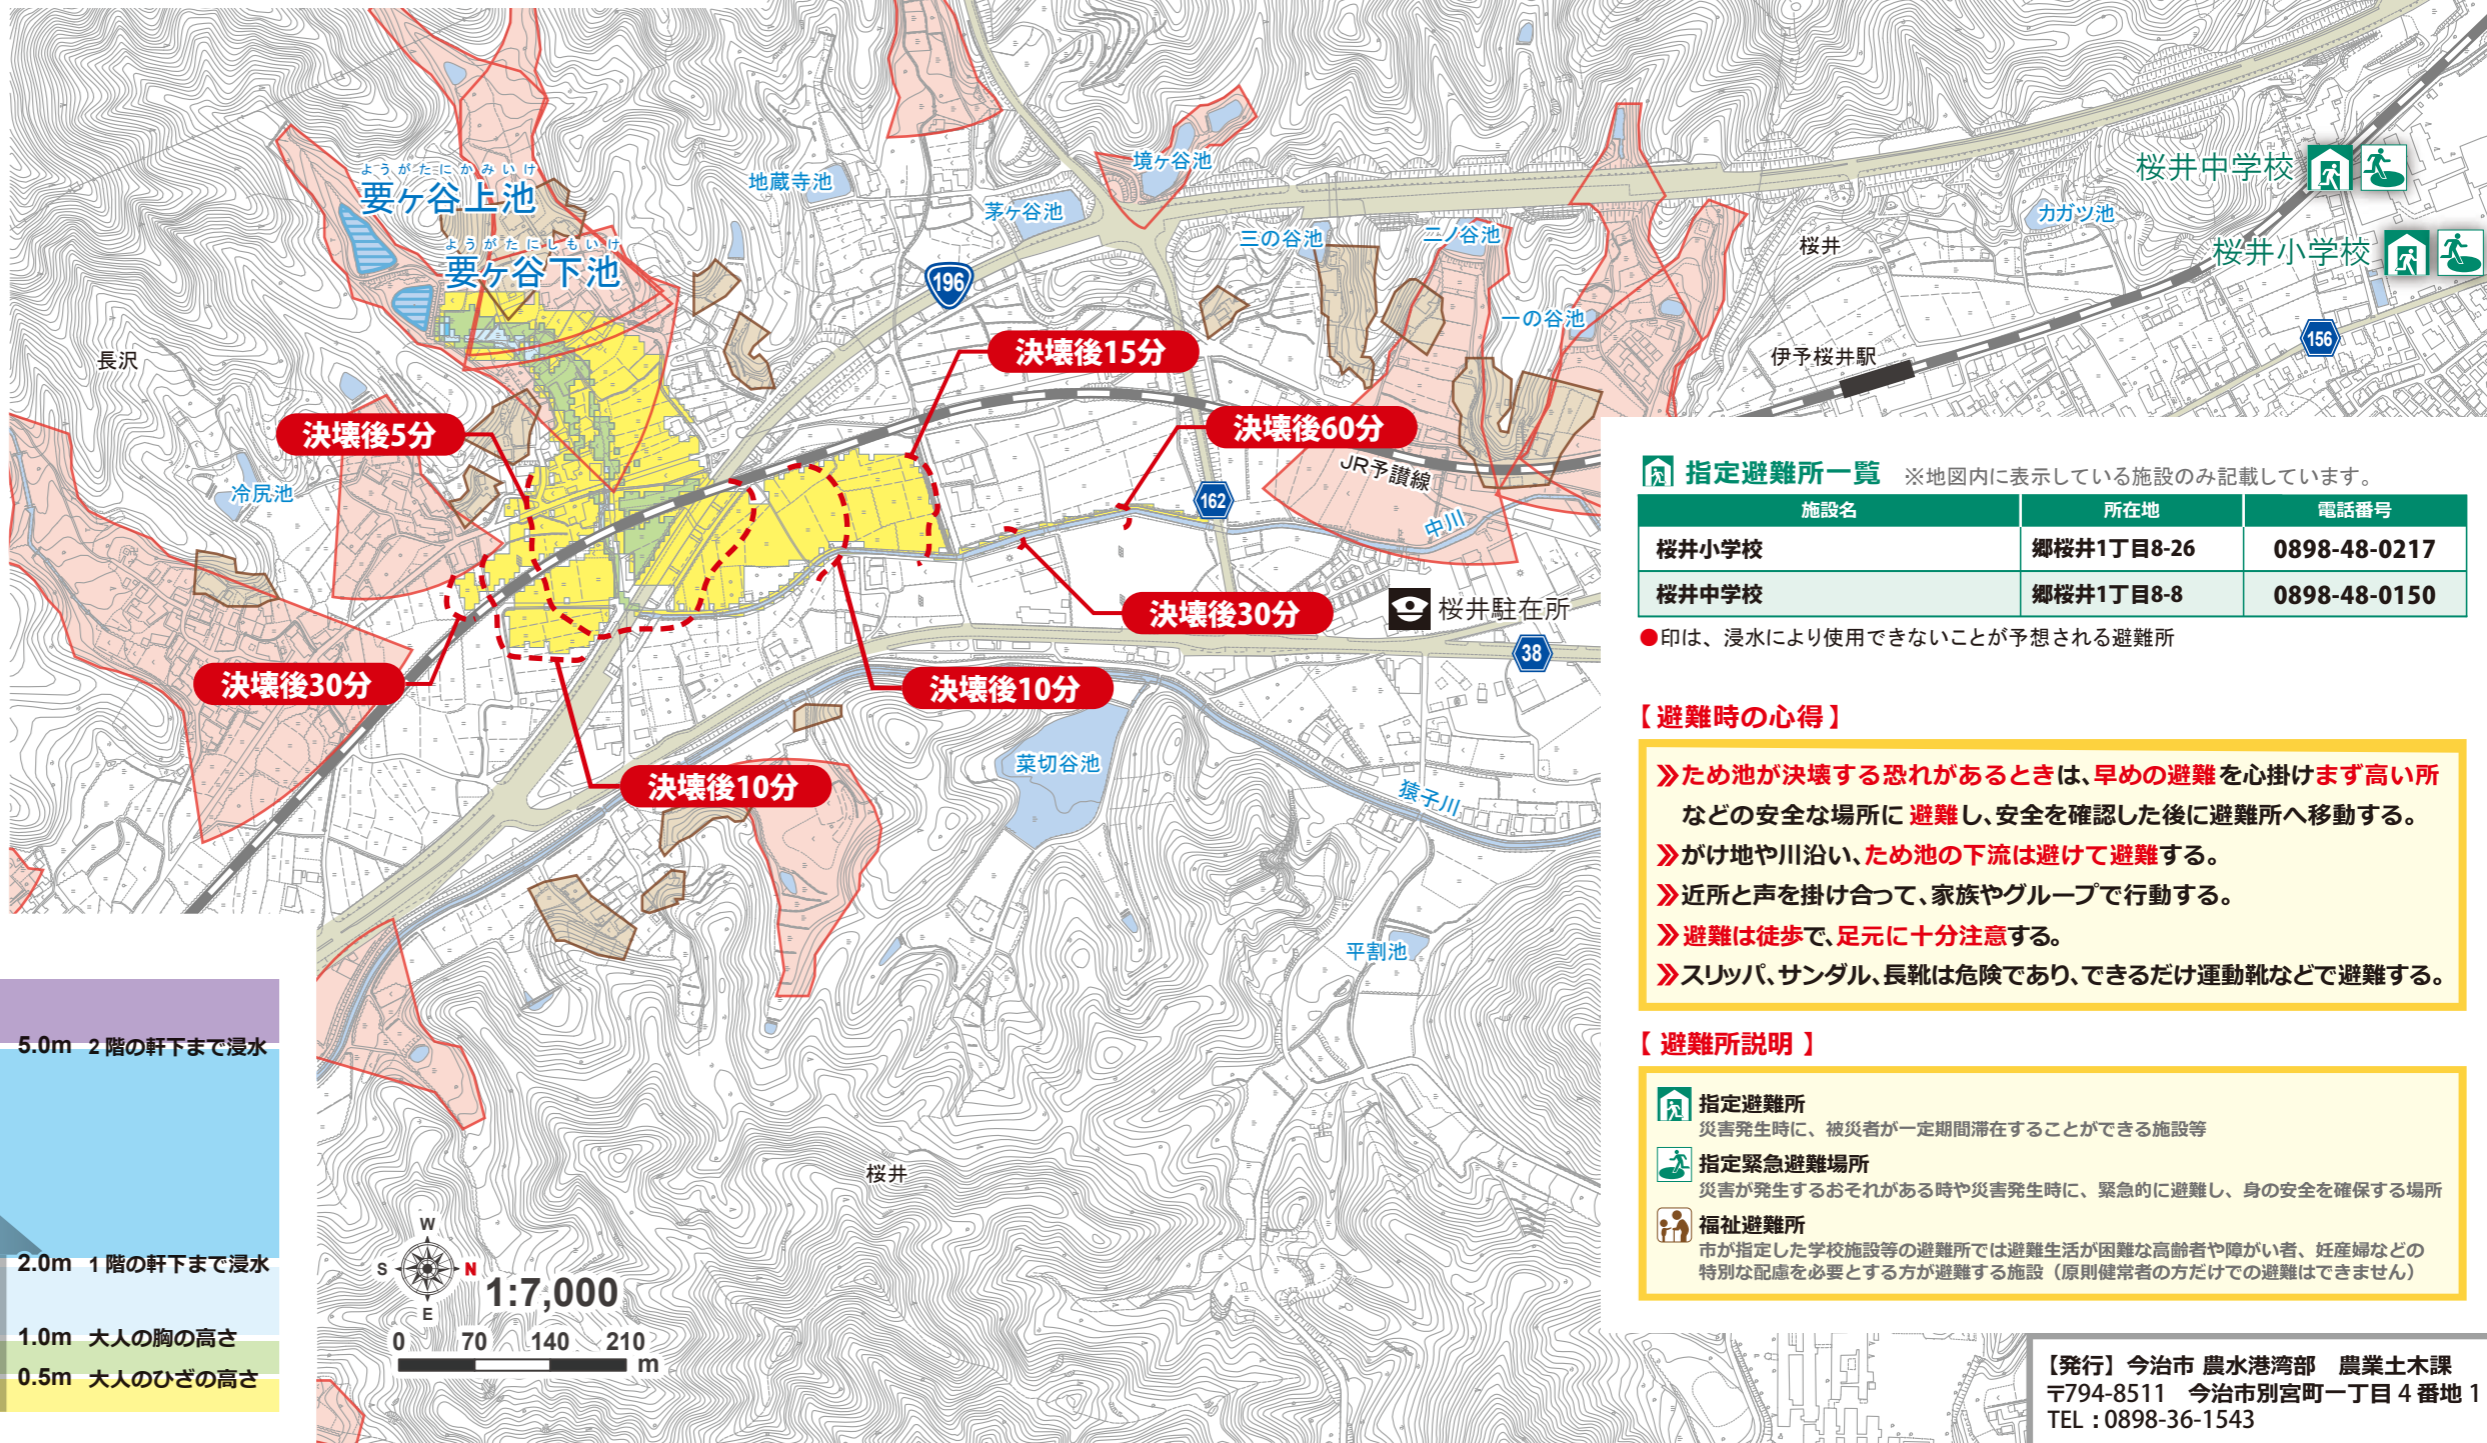 ようがたにかみいけ
要ヶ谷上池
ようがたにしもいけ
要ヶ谷下池
地蔵寺池
境ヶ谷池
茅ヶ谷池
三の谷池
二ノ谷池
一の谷池
カガツ池
桜井
桜井中学校
桜井小学校
196
156
伊予桜井駅
長沢
冷尻池
決壊後5分
決壊後15分
決壊後60分
JR予讃線
162
中川
決壊後30分
桜井駐在所
38
決壊後30分
決壊後10分
決壊後10分
菜切谷池
猿子川
平割池
桜井
指定避難所一覧 ※地図内に表示している施設のみ記載しています。
施設名 所在地 電話番号
桜井小学校 郷桜井1丁目8-26 0898-48-0217
桜井中学校 郷桜井1丁目8-8 0898-48-0150
●印は、浸水により使用できないことが予想される避難所
【避難時の心得】
ため池が決壊する恐れがあるときは、早めの避難を心掛けまず高い所
などの安全な場所に避難し、安全を確認した後に避難所へ移動する。
がけ地や川沿い、ため池の下流は避けて避難する。
近所と声を掛け合って、家族やグループで行動する。
避難は徒歩で、足元に十分注意する。
スリッパ、サンダル、長靴は危険であり、できるだけ運動靴などで避難する。
【避難所説明】
指定避難所
災害発生時に、被災者が一定期間滞在することができる施設等
指定緊急避難場所
災害が発生するおそれがある時や災害発生時に、緊急的に避難し、身の安全を確保する場所
福祉避難所
市が指定した学校施設等の避難所では避難生活が困難な高齢者や障がい者、妊産婦などの
特別な配慮を必要とする方が避難する施設（原則健常者の方だけでの避難はできません）
5.0m 2階の軒下まで浸水
2.0m 1階の軒下まで浸水
1.0m 大人の胸の高さ
0.5m 大人のひざの高さ
W
S N
E
1:7,000
0 70 140 210
m
【発行】今治市 農水港湾部 農業土木課
〒794-8511 今治市別宮町一丁目4番地1
TEL：0898-36-1543